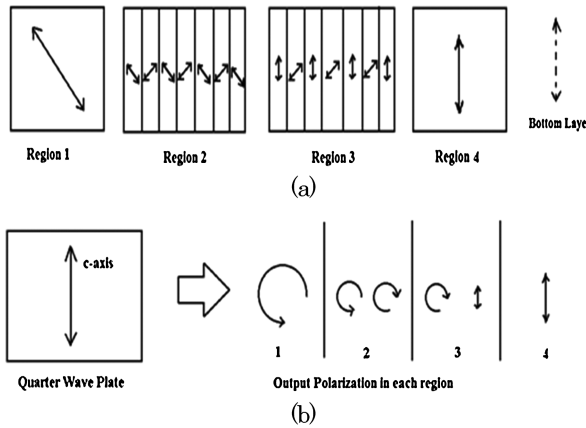 Region 1
Region 2
Region 3
Region 4
Bottom Laye
(a)
c-axis
1
2
3
4
Quarter Wave Plate
Output Polarization in each region
(b)